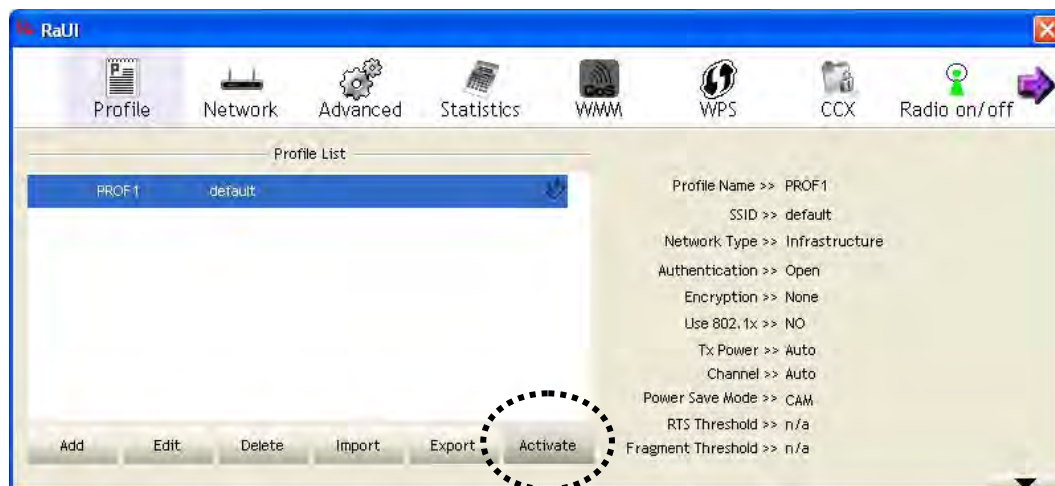 RaUI
Profile Network Advanced Statistics WMM WPS CCX Radio on/off
Profile List
PROF1 default
Profile Name >> PROF1
SSID >> default
Network Type >> Infrastructure
Authentication >> Open
Encryption >> None
Use 802.1x >> NO
Tx Power >> Auto
Channel >> Auto
Power Save Mode >> CAM
RTS Threshold >> n/a
Fragment Threshold >> n/a
Add Edit Delete Import Export Activate